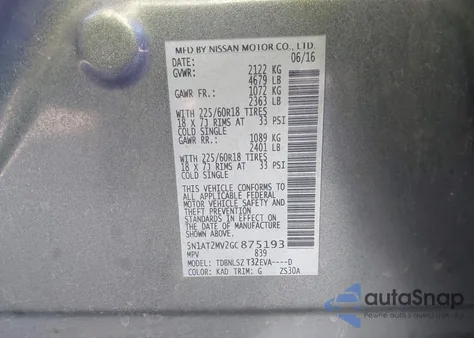 MFD BY NISSAN MOTOR CO., LTD.
DATE: 06/16
GVWR: 2122 KG
4679 LB
GAWR FR.: 1072 KG
2363 LB
WITH 225/60R18 TIRES
18 X 7J RIMS AT 33 PSI
COLD SINGLE
GAWR RR.: 1089 KG
2401 LB
WITH 225/60R18 TIRES
18 X 7J RIMS AT 33 PSI
COLD SINGLE
THIS VEHICLE CONFORMS TO
ALL APPLICABLE FEDERAL
MOTOR VEHICLE SAFETY AND
THEFT PREVENTION
STANDARDS IN EFFECT ON
THE DATE OF MANUFACTURE
SHOWN ABOVE.
5N1AT2MV2GC875193
MPV 839
MODEL: TDBNLSZ T32EVA----D
COLOR: KAD TRIM: G ZS30A
autoSnap